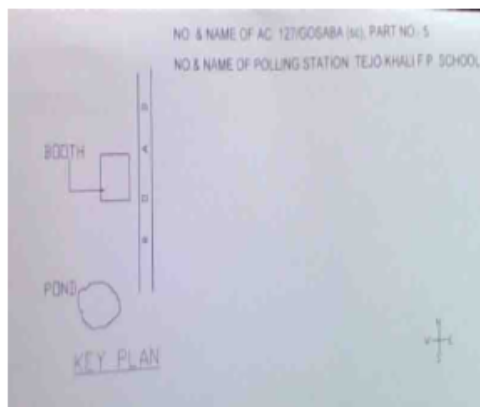 NO & NAME OF AC 127/GOSABA (sc), PART NO- 5
NO & NAME OF POLLING STATION TEJO KHALI F P SCHOOL
BOOTH
ROAD
POND
KEY PLAN
N
W E
S